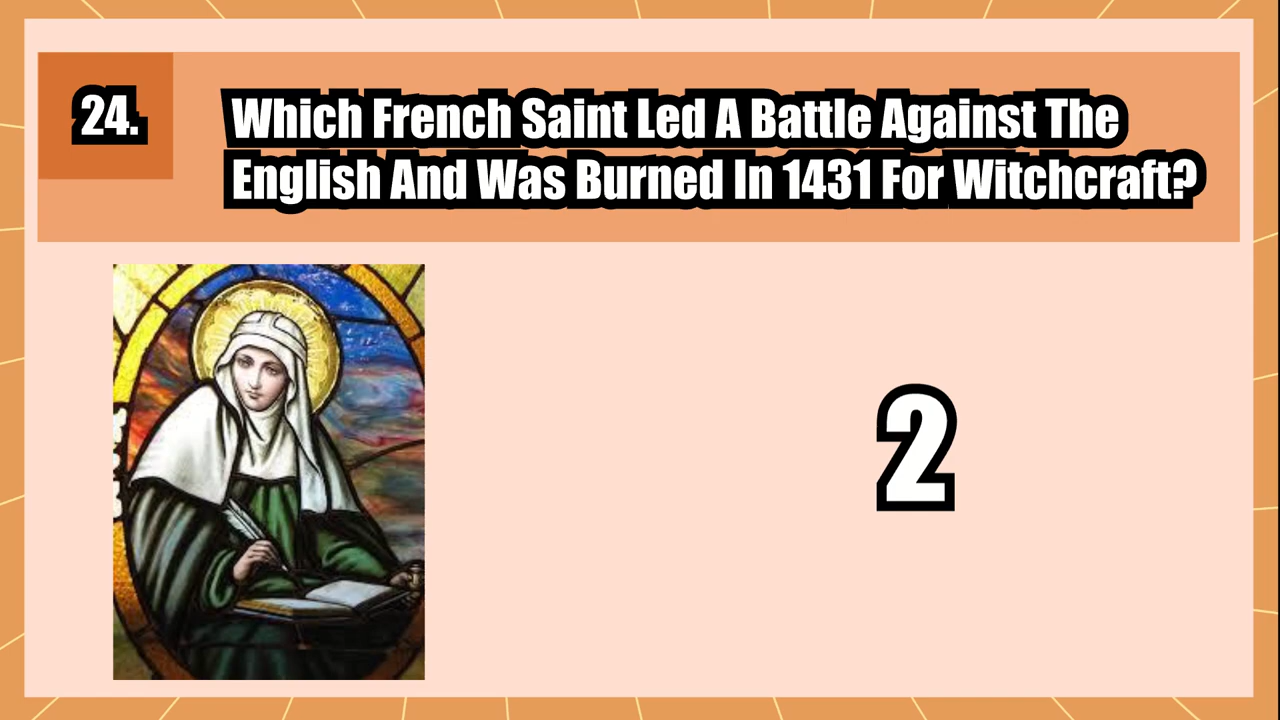 24.
Which French Saint Led A Battle Against The
English And Was Burned In 1431 For Witchcraft?
2